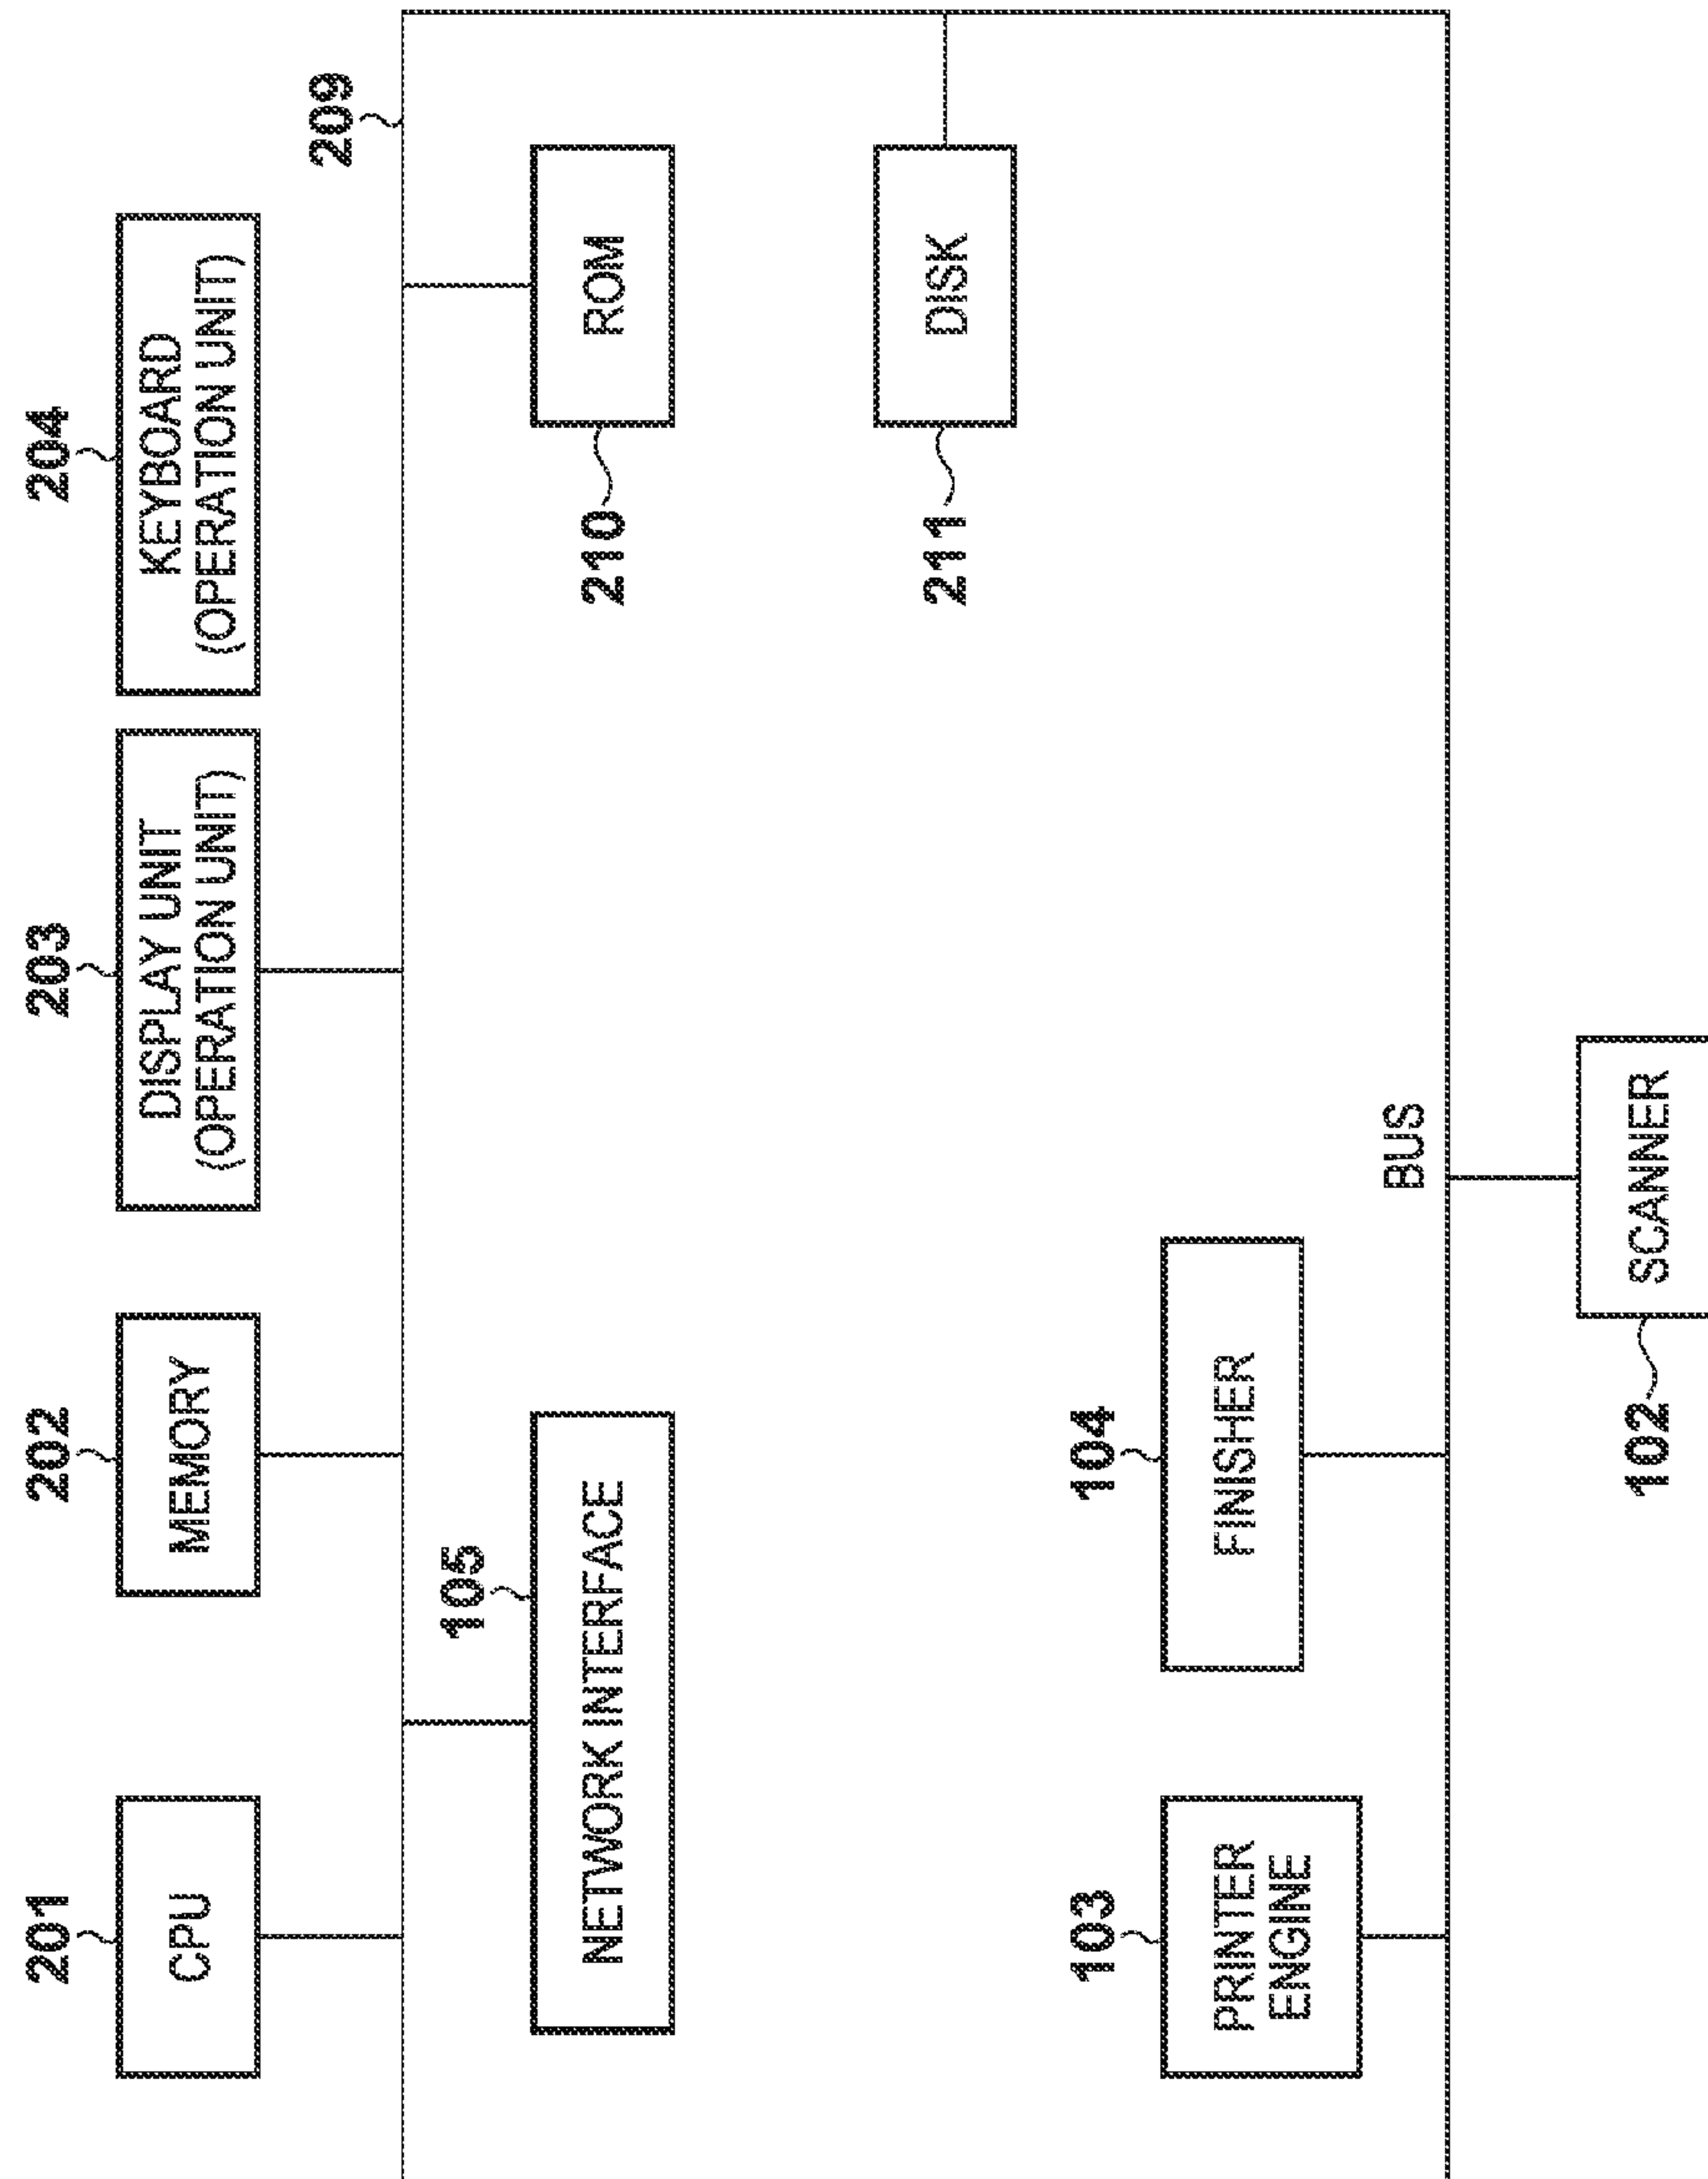 201
CPU
202
MEMORY
203
DISPLAY UNIT
(OPERATION UNIT)
204
KEYBOARD
(OPERATION UNIT)
209
105
NETWORK INTERFACE
210
ROM
211
DISK
103
PRINTER
ENGINE
104
FINISHER
BUS
102
SCANNER